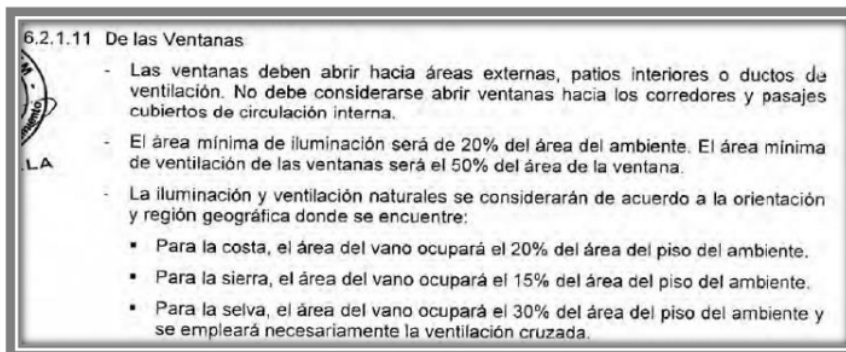 6.2.1.11 De las Ventanas
- Las ventanas deben abrir hacia áreas externas, patios interiores o ductos de
ventilación. No debe considerarse abrir ventanas hacia los corredores y pasajes
cubiertos de circulación interna.
- El área mínima de iluminación será de 20% del área del ambiente. El área mínima
de ventilación de las ventanas será el 50% del área de la ventana.
LA
- La iluminación y ventilación naturales se considerarán de acuerdo a la orientación
y región geográfica donde se encuentre:
▪ Para la costa, el área del vano ocupará el 20% del área del piso del ambiente.
▪ Para la sierra, el área del vano ocupará el 15% del área del piso del ambiente.
▪ Para la selva, el área del vano ocupará el 30% del área del piso del ambiente y
se empleará necesariamente la ventilación cruzada.